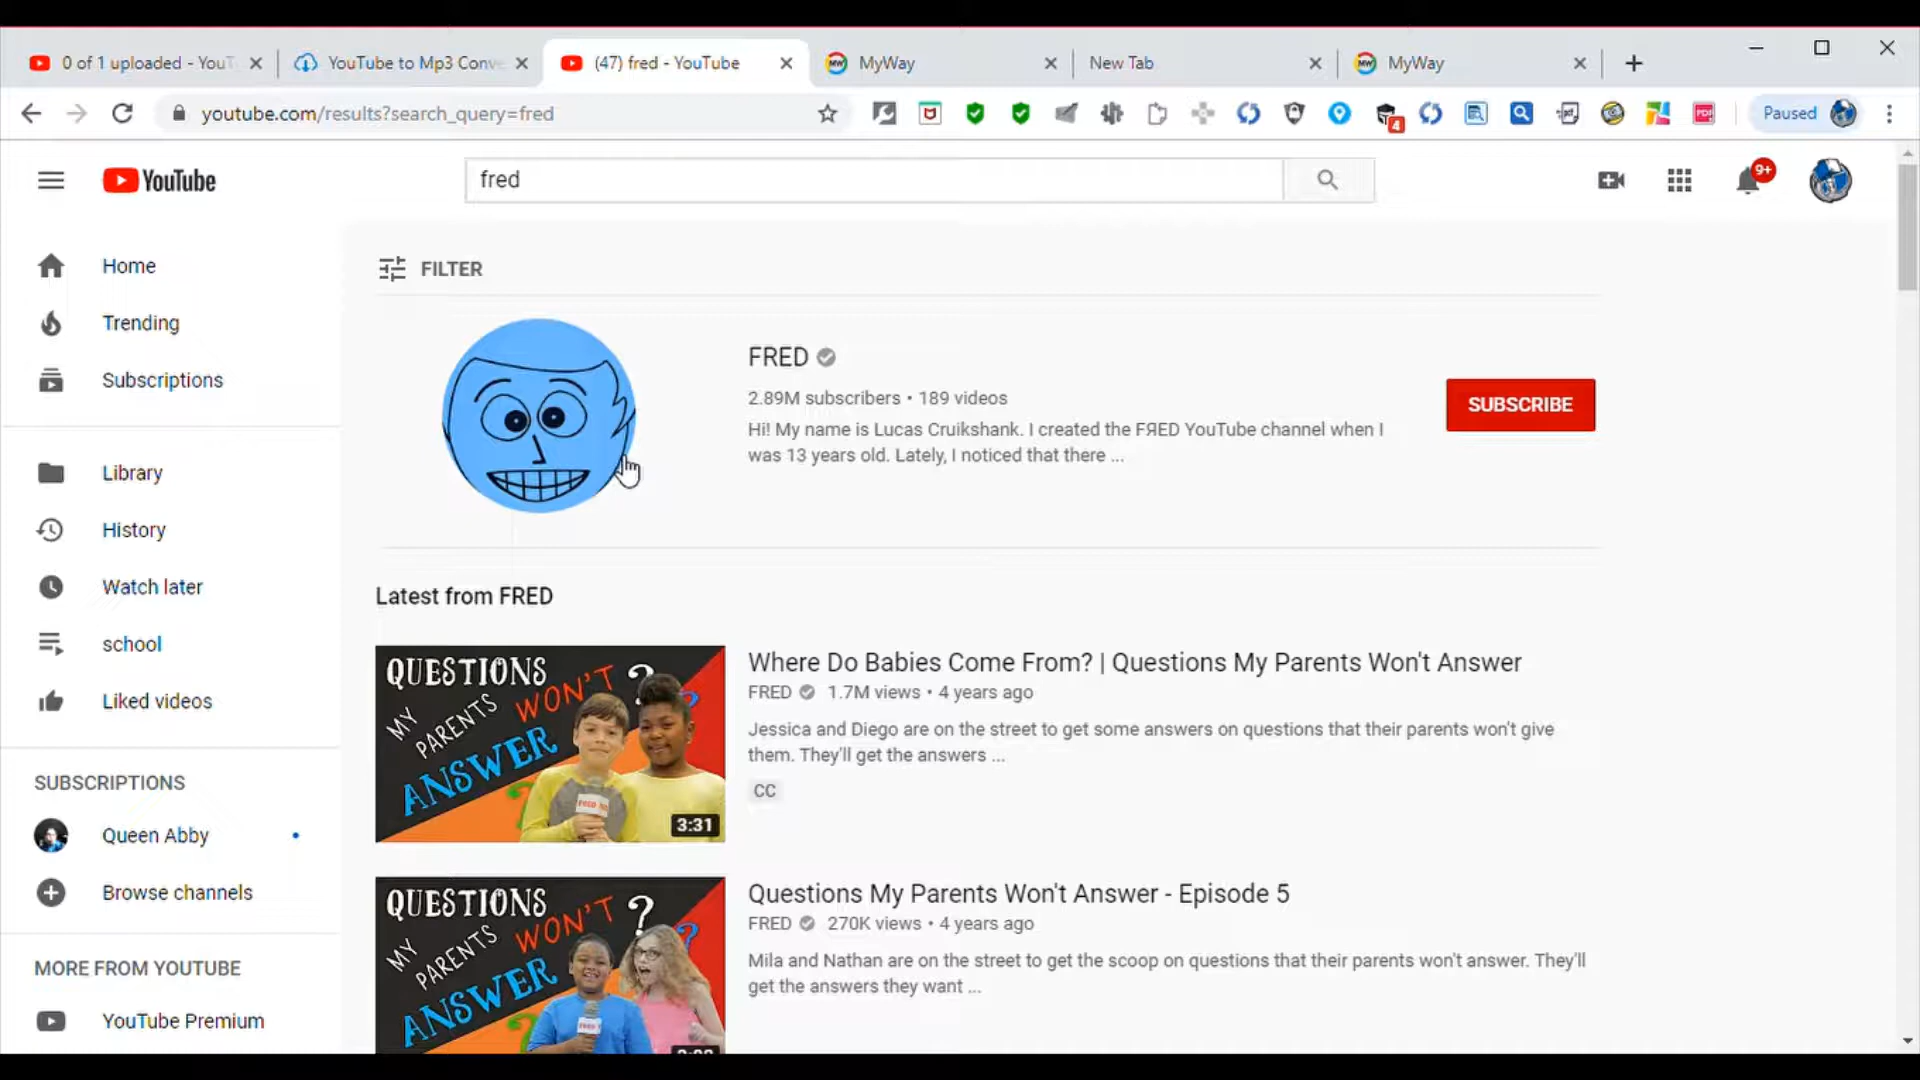 0 of 1 uploaded - YouT
YouTube to Mp3 Conve
(47) fred - YouTube
MyWay
New Tab
MyWay
youtube.com/results?search_query=fred
4
PDF
Paused
YouTube
fred
9+
Home
Trending
Subscriptions
Library
History
Watch later
school
Liked videos
SUBSCRIPTIONS
Queen Abby
Browse channels
MORE FROM YOUTUBE
YouTube Premium
FILTER
FRED
2.89M subscribers • 189 videos
Hi! My name is Lucas Cruikshank. I created the FЯED YouTube channel when I
was 13 years old. Lately, I noticed that there ...
SUBSCRIBE
Latest from FRED
QUESTIONS
MY PARENTS WON'T
ANSWER
?
3:31
Where Do Babies Come From? | Questions My Parents Won't Answer
FRED 1.7M views • 4 years ago
Jessica and Diego are on the street to get some answers on questions that their parents won't give
them. They'll get the answers ...
CC
QUESTIONS
MY PARENTS WON'T
ANSWER
?
Questions My Parents Won't Answer - Episode 5
FRED 270K views • 4 years ago
Mila and Nathan are on the street to get the scoop on questions that their parents won't answer. They'll
get the answers they want ...